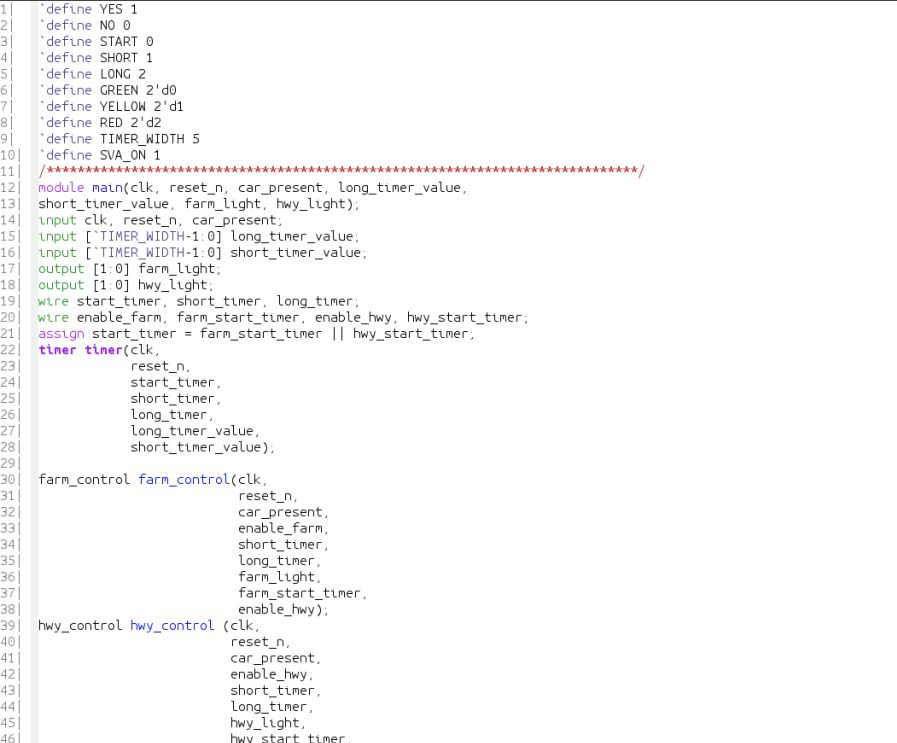 1| `define YES 1
2| `define NO 0
3| `define START 0
4| `define SHORT 1
5| `define LONG 2
6| `define GREEN 2'd0
7| `define YELLOW 2'd1
8| `define RED 2'd2
9| `define TIMER_WIDTH 5
10| `define SVA_ON 1
11| /*****************************************************************************/
12| module main(clk, reset_n, car_present, long_timer_value,
13| short_timer_value, farm_light, hwy_light);
14| input clk, reset_n, car_present;
15| input [`TIMER_WIDTH-1:0] long_timer_value;
16| input [`TIMER_WIDTH-1:0] short_timer_value;
17| output [1:0] farm_light;
18| output [1:0] hwy_light;
19| wire start_timer, short_timer, long_timer;
20| wire enable_farm, farm_start_timer, enable_hwy, hwy_start_timer;
21| assign start_timer = farm_start_timer || hwy_start_timer;
22| timer timer(clk,
23| reset_n,
24| start_timer,
25| short_timer,
26| long_timer,
27| long_timer_value,
28| short_timer_value);
29|
30| farm_control farm_control(clk,
31| reset_n,
32| car_present,
33| enable_farm,
34| short_timer,
35| long_timer,
36| farm_light,
37| farm_start_timer,
38| enable_hwy);
39| hwy_control hwy_control (clk,
40| reset_n,
41| car_present,
42| enable_hwy,
43| short_timer,
44| long_timer,
45| hwy_light,
46| hwy_start_timer,